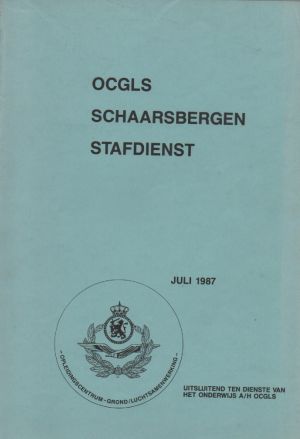 OCGLS
SCHAARSBERGEN
STAFDIENST
JULI 1987
- OPLEIDINGSCENTRUM - GROND/LUCHTSAMENWERKING -
UITSLUITEND TEN DIENSTE VAN
HET ONDERWIJS A/H OCGLS